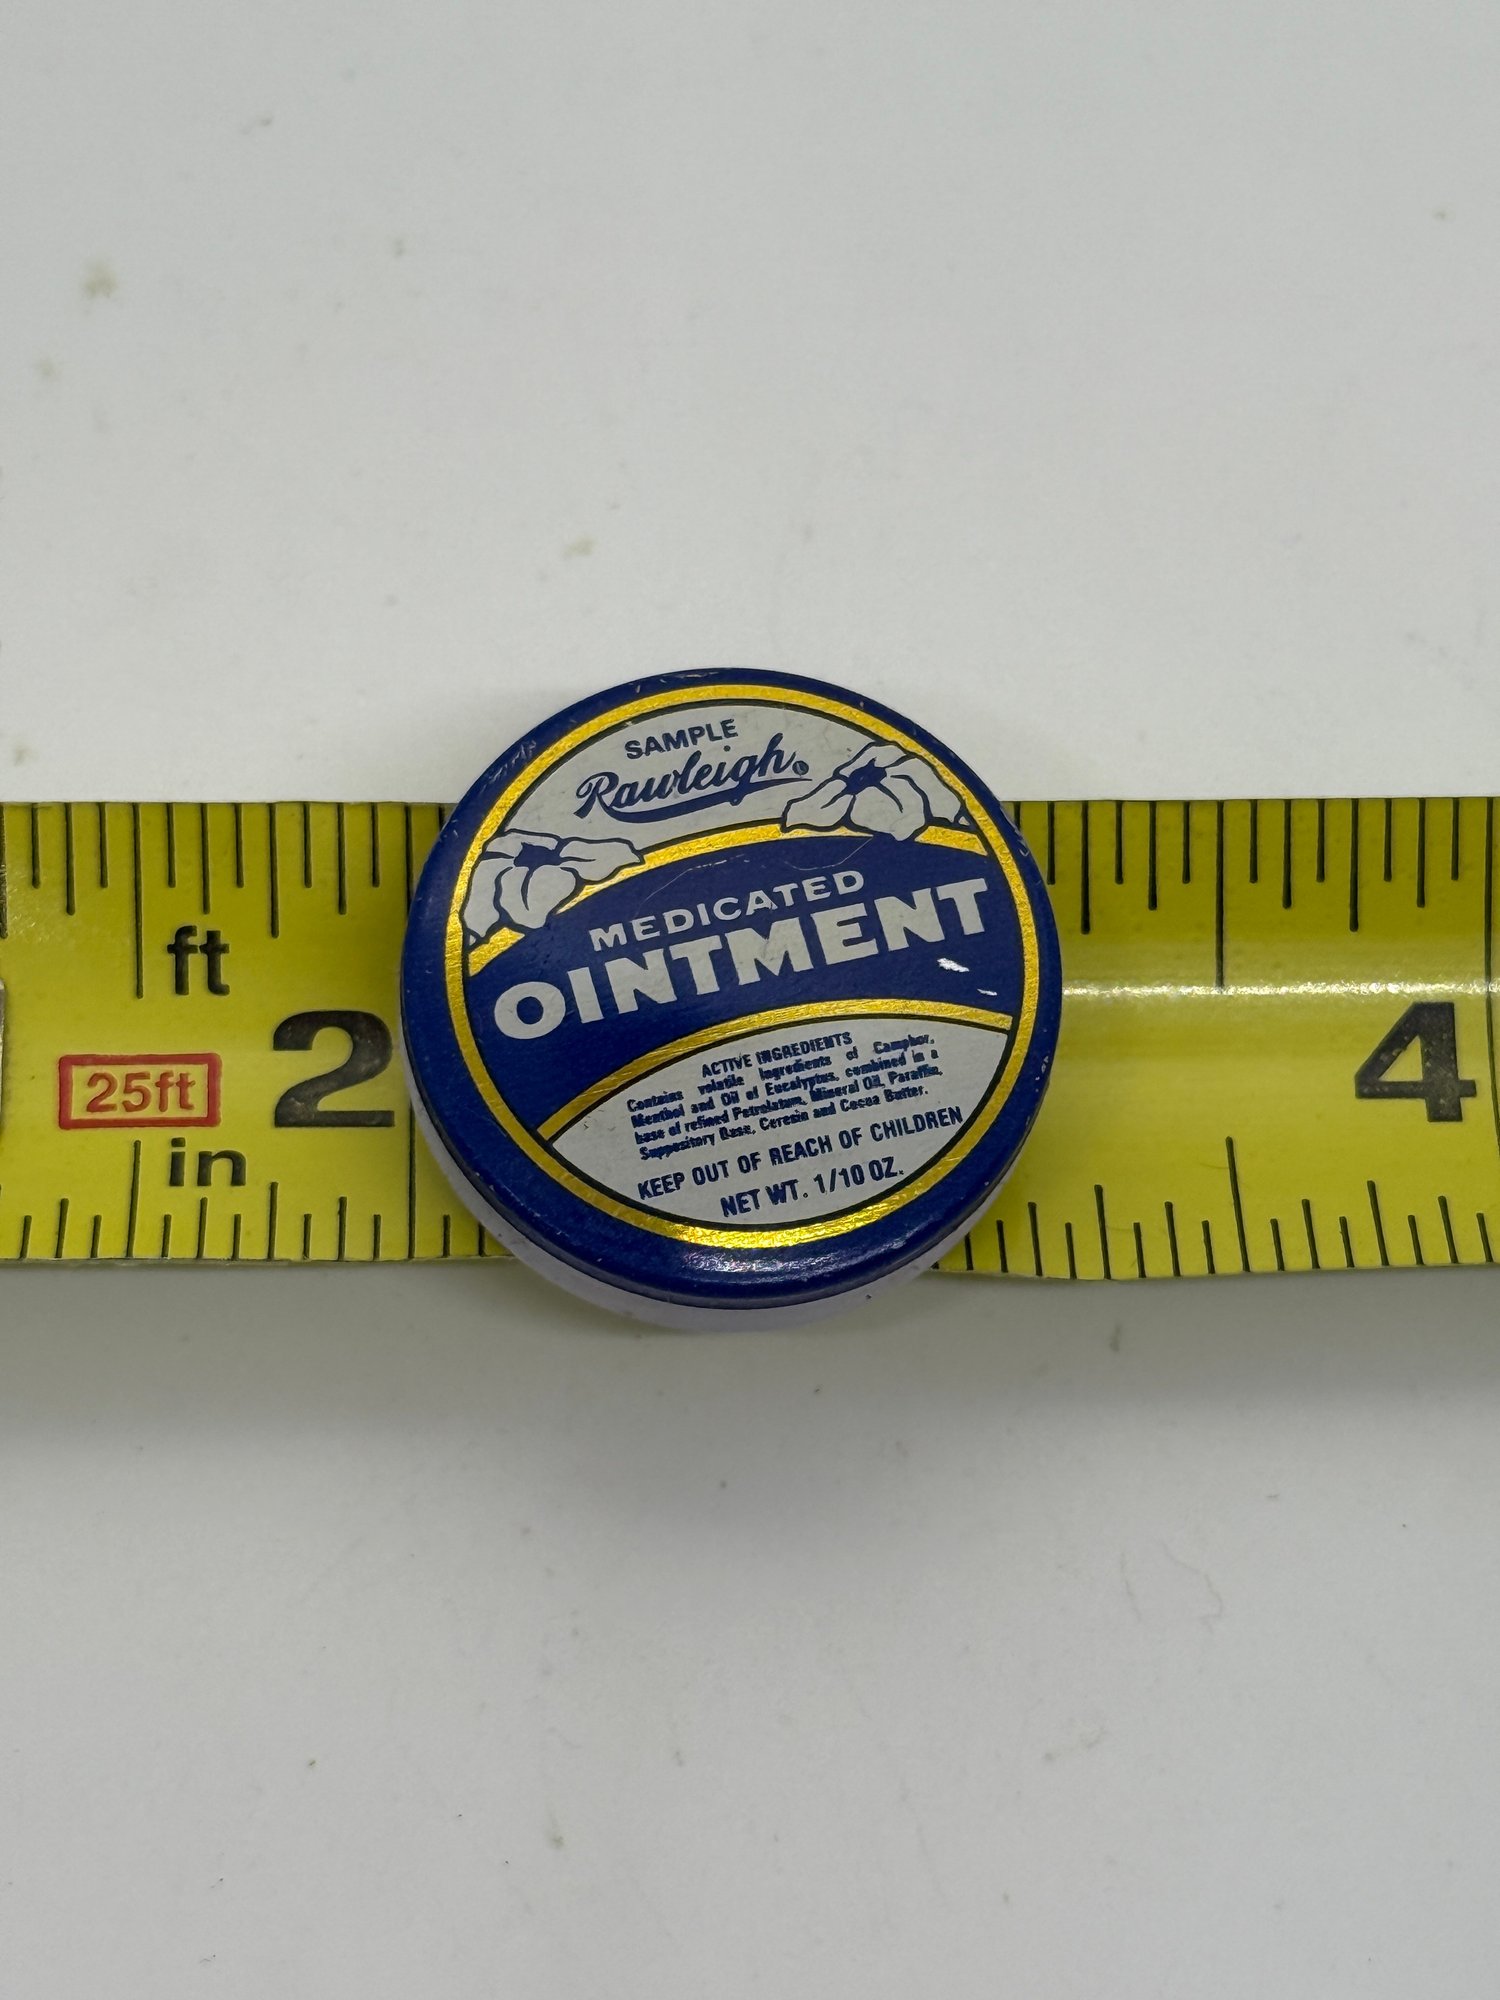 SAMPLE
Rawleigh®
MEDICATED
OINTMENT
ACTIVE INGREDIENTS
Contains volatile ingredients of Camphor,
Menthol and Oil of Eucalyptus, combined in a
base of refined Petrolatum, Mineral Oil, Paraffin,
Suppository Base, Ceresin and Cocoa Butter.
KEEP OUT OF REACH OF CHILDREN
NET WT. 1/10 OZ.
ft
25ft
in
2
4